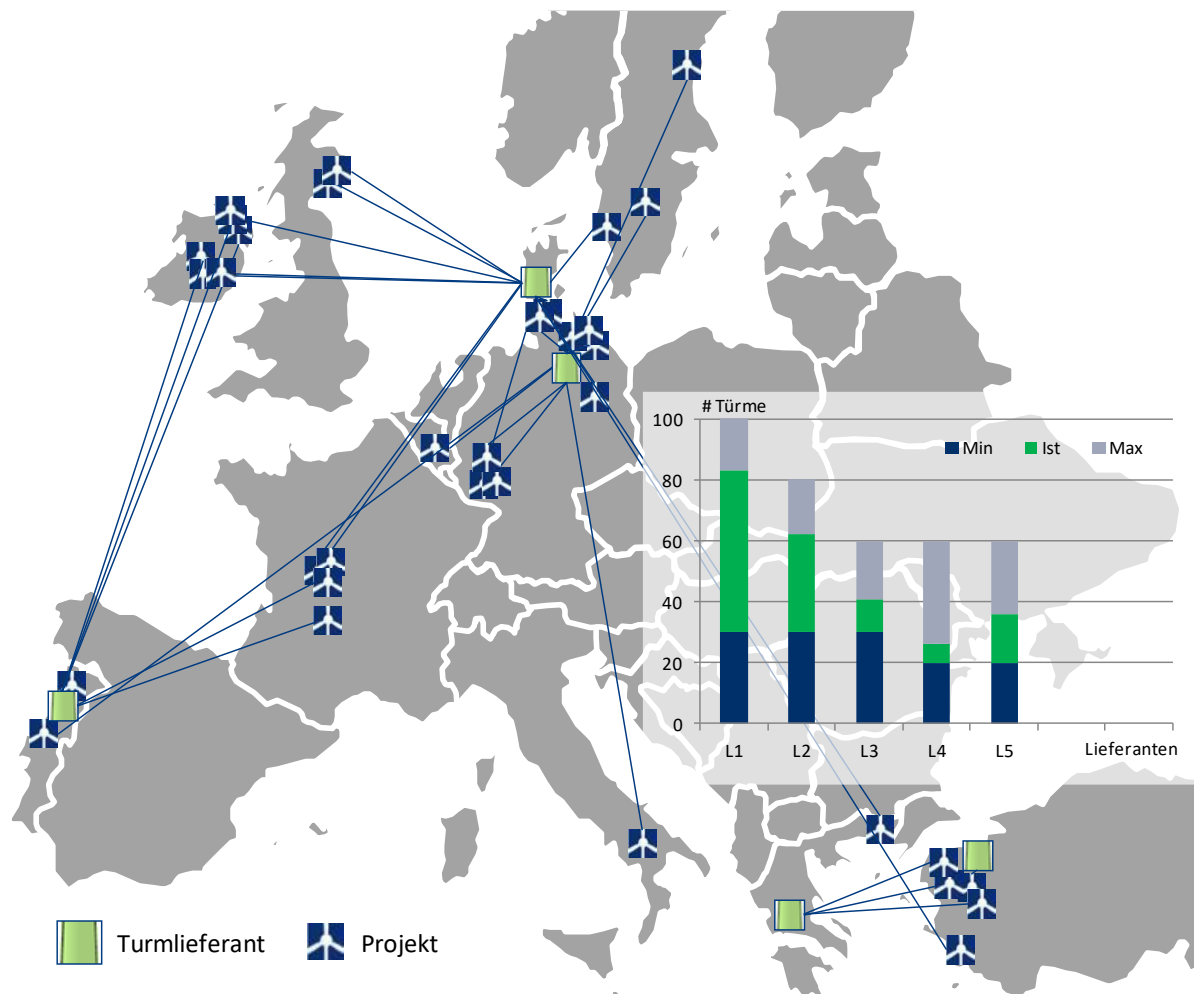 # Türme
100
Min
Ist
Max
80
60
40
20
0
L1
L2
L3
L4
L5
Lieferanten
Turmlieferant
Projekt